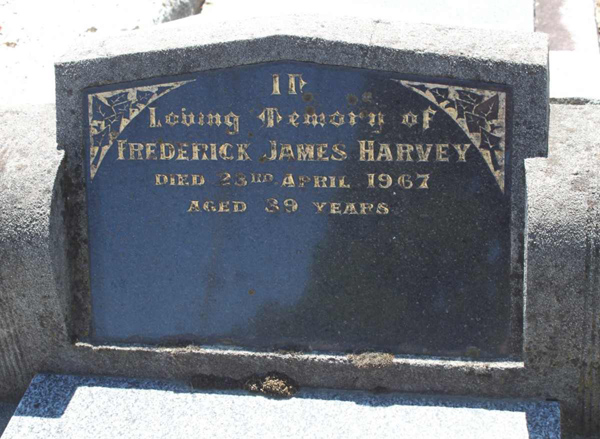 In
Loving Memory of
FREDERICK JAMES HARVEY
DIED 23RD APRIL 1967
AGED 39 YEARS